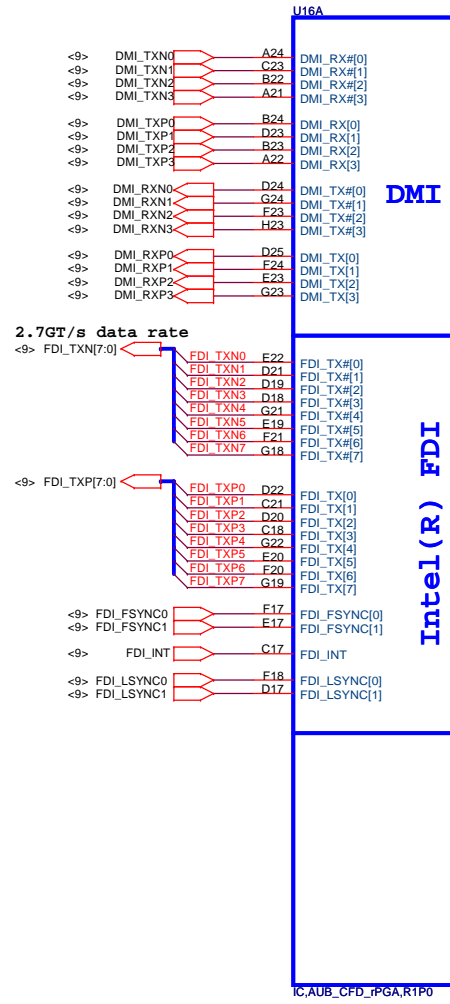 U16A
<9> DMI_TXN0 A24 DMI_RX#[0]
<9> DMI_TXN1 C23 DMI_RX#[1]
<9> DMI_TXN2 B22 DMI_RX#[2]
<9> DMI_TXN3 A21 DMI_RX#[3]
<9> DMI_TXP0 B24 DMI_RX[0]
<9> DMI_TXP1 D23 DMI_RX[1]
<9> DMI_TXP2 B23 DMI_RX[2]
<9> DMI_TXP3 A22 DMI_RX[3]
<9> DMI_RXN0 D24 DMI_TX#[0]
<9> DMI_RXN1 G24 DMI_TX#[1]
<9> DMI_RXN2 F23 DMI_TX#[2]
<9> DMI_RXN3 H23 DMI_TX#[3]
DMI
<9> DMI_RXP0 D25 DMI_TX[0]
<9> DMI_RXP1 F24 DMI_TX[1]
<9> DMI_RXP2 E23 DMI_TX[2]
<9> DMI_RXP3 G23 DMI_TX[3]
2.7GT/s data rate
<9> FDI_TXN[7:0]
FDI_TXN0 E22 FDI_TX#[0]
FDI_TXN1 D21 FDI_TX#[1]
FDI_TXN2 D19 FDI_TX#[2]
FDI_TXN3 D18 FDI_TX#[3]
FDI_TXN4 G21 FDI_TX#[4]
FDI_TXN5 E19 FDI_TX#[5]
FDI_TXN6 F21 FDI_TX#[6]
FDI_TXN7 G18 FDI_TX#[7]
Intel(R) FDI
<9> FDI_TXP[7:0]
FDI_TXP0 D22 FDI_TX[0]
FDI_TXP1 C21 FDI_TX[1]
FDI_TXP2 D20 FDI_TX[2]
FDI_TXP3 C18 FDI_TX[3]
FDI_TXP4 G22 FDI_TX[4]
FDI_TXP5 E20 FDI_TX[5]
FDI_TXP6 F20 FDI_TX[6]
FDI_TXP7 G19 FDI_TX[7]
<9> FDI_FSYNC0 F17 FDI_FSYNC[0]
<9> FDI_FSYNC1 E17 FDI_FSYNC[1]
<9> FDI_INT C17 FDI_INT
<9> FDI_LSYNC0 F18 FDI_LSYNC[0]
<9> FDI_LSYNC1 D17 FDI_LSYNC[1]
IC,AUB_CFD_rPGA,R1P0